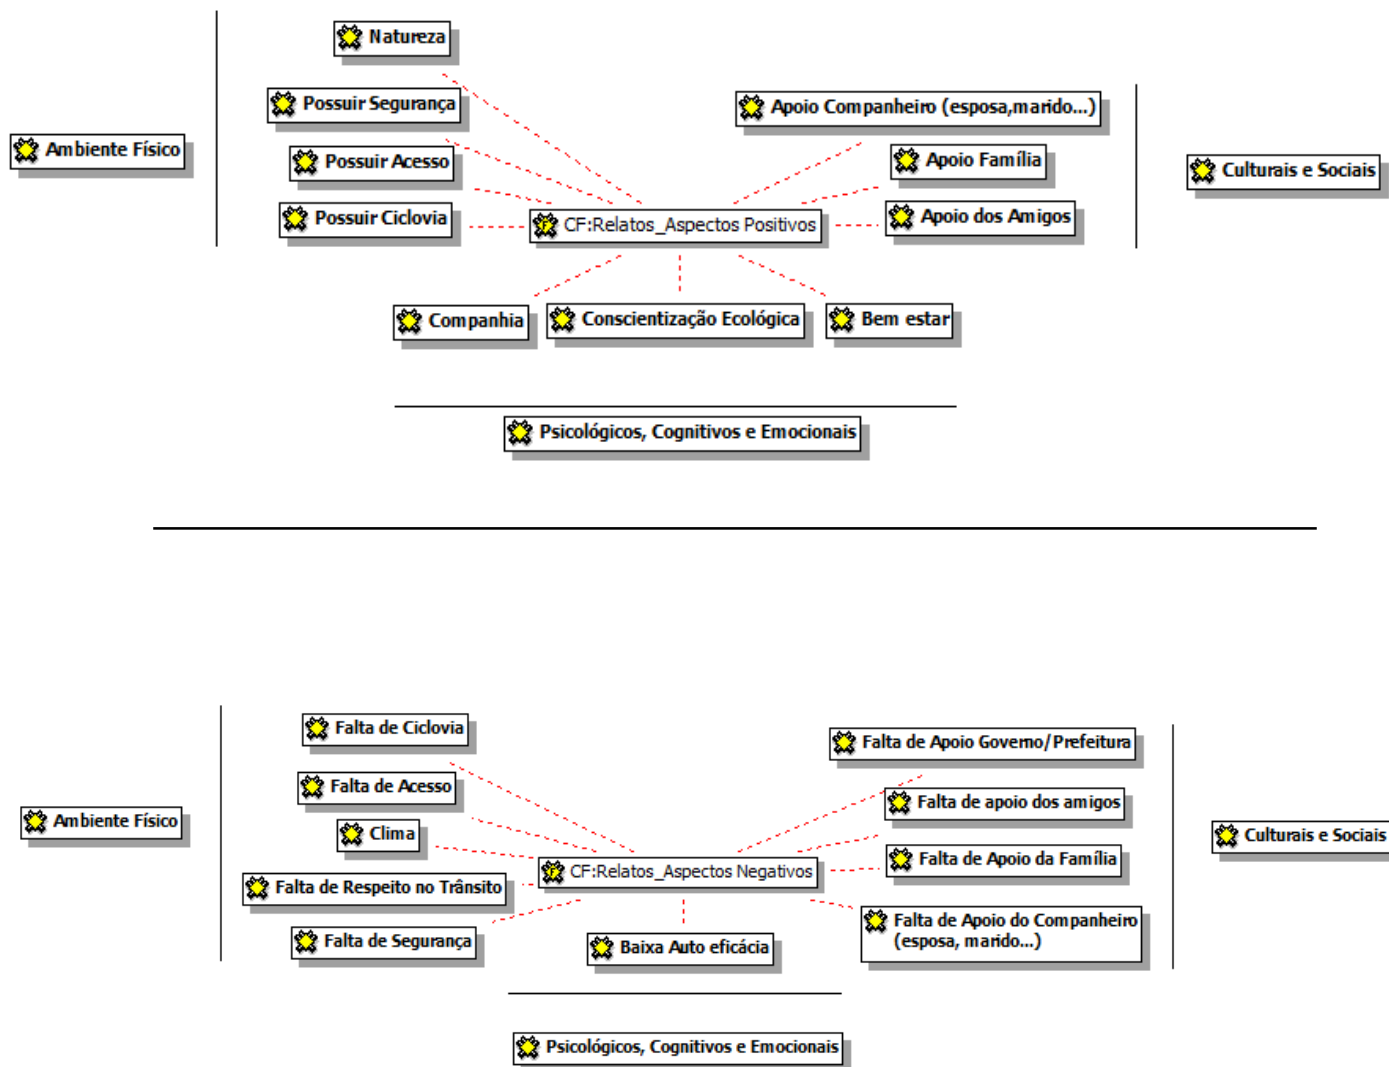 Natureza
Possuir Segurança
Apoio Companheiro (esposa,marido...)
Ambiente Físico
Possuir Acesso
Apoio Família
Culturais e Sociais
Possuir Ciclovia
CF:Relatos_Aspectos Positivos
Apoio dos Amigos
Companhia
Conscientização Ecológica
Bem estar
Psicológicos, Cognitivos e Emocionais
Falta de Ciclovia
Falta de Apoio Governo/Prefeitura
Falta de Acesso
Falta de apoio dos amigos
Ambiente Físico
Clima
Culturais e Sociais
Falta de Apoio da Família
CF:Relatos_Aspectos Negativos
Falta de Respeito no Trânsito
Falta de Apoio do Companheiro
(esposa, marido...)
Falta de Segurança
Baixa Auto eficácia
Psicológicos, Cognitivos e Emocionais